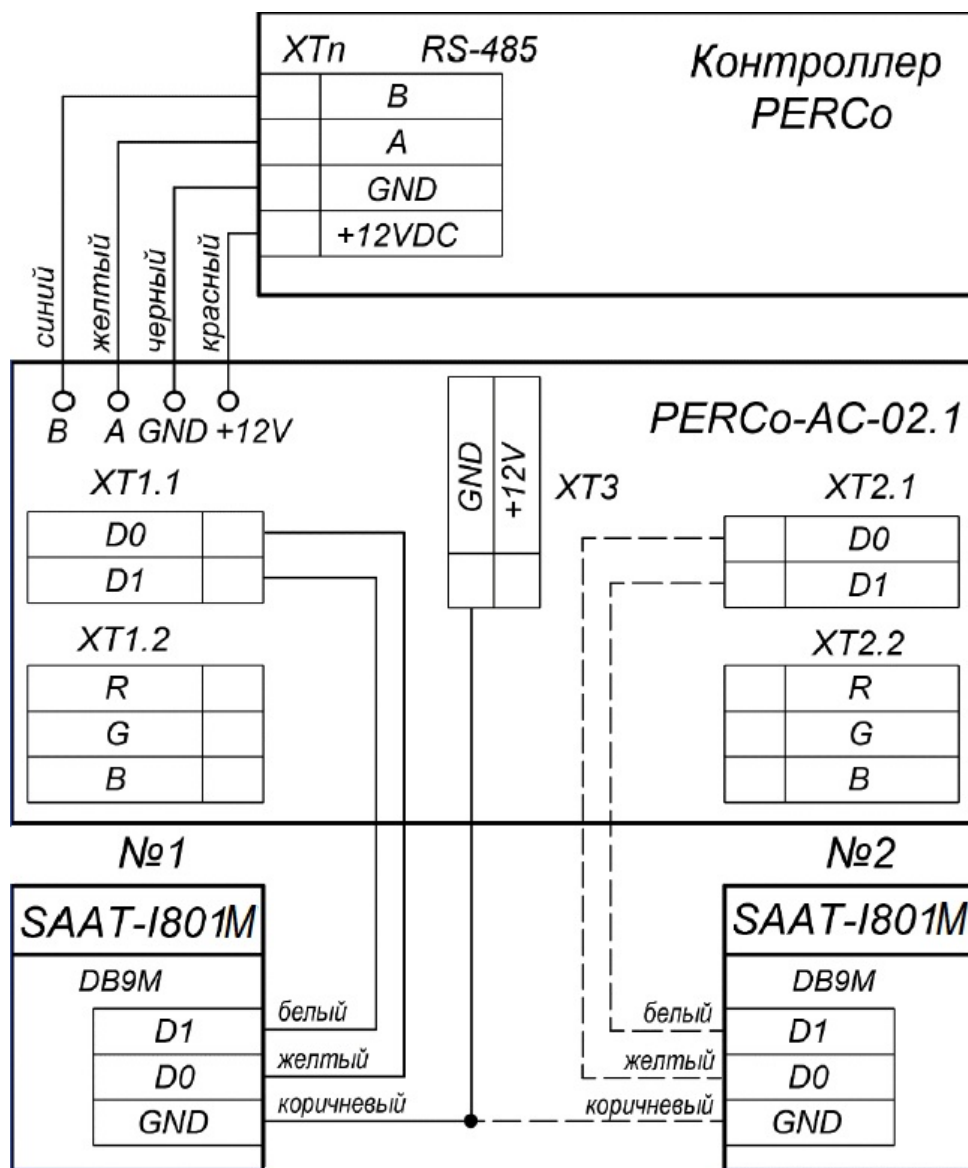 XTn RS-485
Контроллер
PERCo
B
A
GND
+12VDC
синий
желтый
черный
красный
B A GND +12V
GND
+12V
XT3
PERCo-AC-02.1
XT1.1
D0
D1
XT1.2
R
G
B
XT2.1
D0
D1
XT2.2
R
G
B
№1
SAAT-I801M
DB9M
D1
D0
GND
белый
желтый
коричневый
№2
SAAT-I801M
DB9M
белый
желтый
коричневый
D1
D0
GND